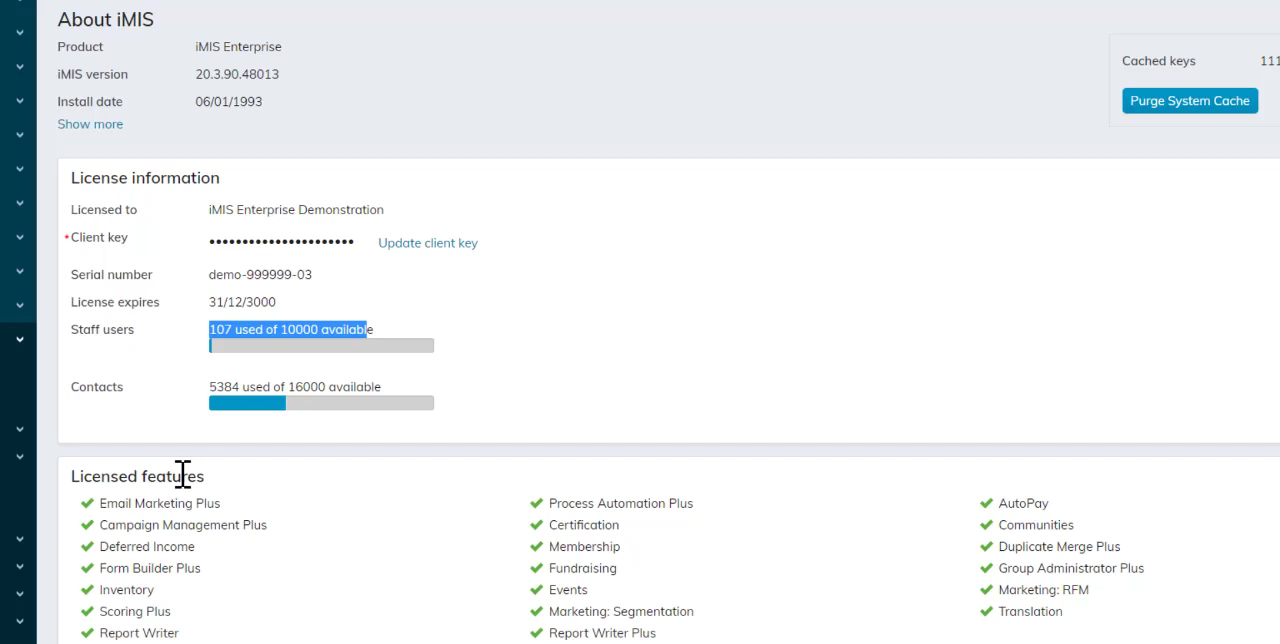 About iMIS
Product iMIS Enterprise
iMIS version 20.3.90.48013
Install date 06/01/1993
Show more
Cached keys 111
Purge System Cache
License information
Licensed to iMIS Enterprise Demonstration
*Client key •••••••••••••••••••••• Update client key
Serial number demo-999999-03
License expires 31/12/3000
Staff users 107 used of 10000 available
Contacts 5384 used of 16000 available
Licensed features
Email Marketing Plus Process Automation Plus AutoPay
Campaign Management Plus Certification Communities
Deferred Income Membership Duplicate Merge Plus
Form Builder Plus Fundraising Group Administrator Plus
Inventory Events Marketing: RFM
Scoring Plus Marketing: Segmentation Translation
Report Writer Report Writer Plus